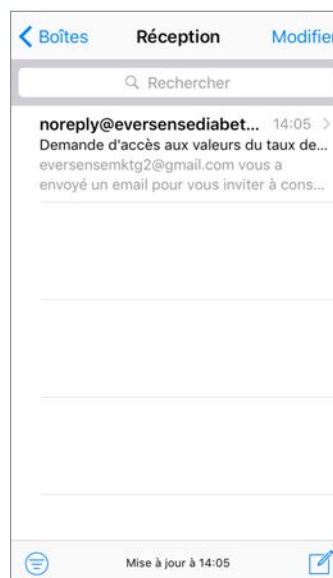 Boîtes Réception Modifier
Rechercher
noreply@eversensediabet... 14:05
Demande d'accès aux valeurs du taux de...
eversensemktg2@gmail.com vous a
envoyé un email pour vous inviter à cons...
Mise à jour à 14:05